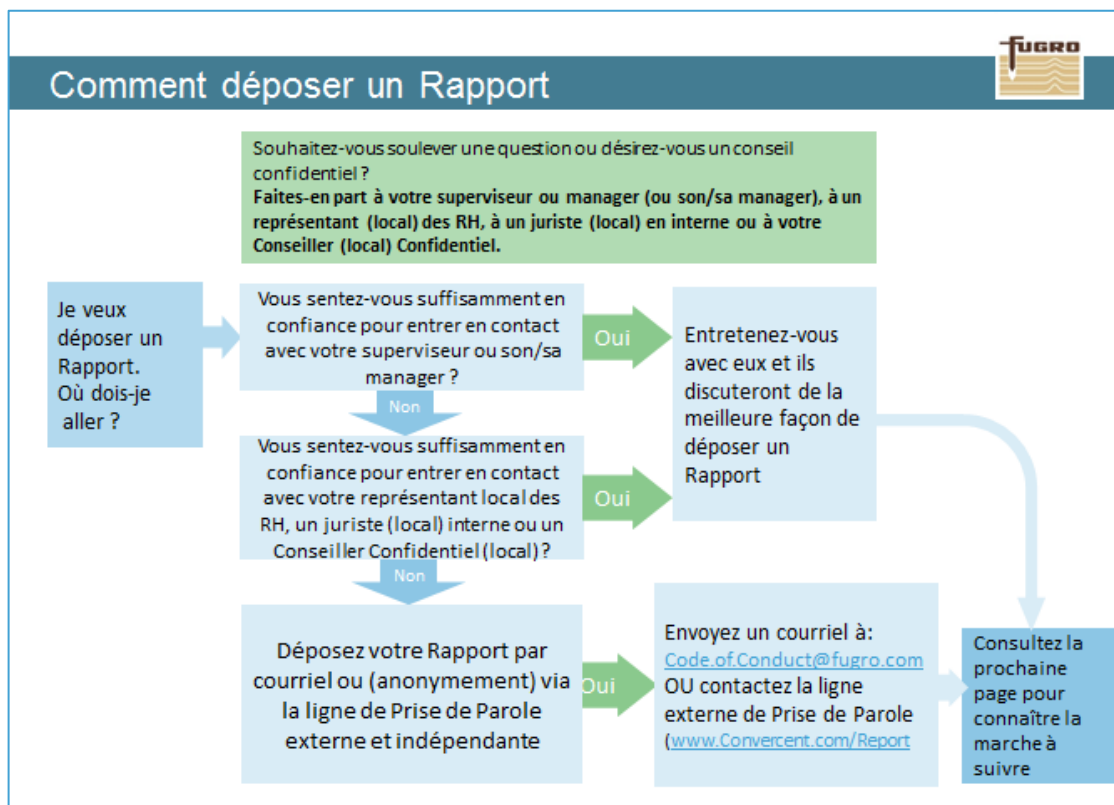 fugro
Comment déposer un Rapport
Souhaitez-vous soulever une question ou désirez-vous un conseil
confidentiel ?
Faites-en part à votre superviseur ou manager (ou son/sa manager), à un
représentant (local) des RH, à un juriste (local) en interne ou à votre
Conseiller (local) Confidentiel.
Je veux
déposer un
Rapport.
Où dois-je
aller ?
Vous sentez-vous suffisamment en
confiance pour entrer en contact
avec votre superviseur ou son/sa
manager ?
Oui
Entretenez-vous
avec eux et ils
discuteront de la
meilleure façon de
déposer un
Rapport
Non
Vous sentez-vous suffisamment en
confiance pour entrer en contact
avec votre représentant local des
RH, un juriste (local) interne ou un
Conseiller Confidentiel (local) ?
Oui
Non
Déposez votre Rapport par
courriel ou (anonymement) via
la ligne de Prise de Parole
externe et indépendante
Oui
Envoyez un courriel à:
Code.of.Conduct@fugro.com
OU contactez la ligne
externe de Prise de Parole
(www.Convercent.com/Report
Consultez la
prochaine
page pour
connaître la
marche à
suivre